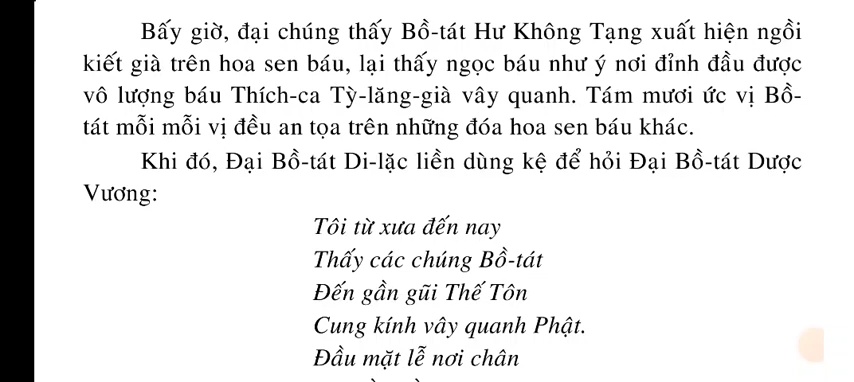 Bấy giờ, đại chúng thấy Bồ-tát Hư Không Tạng xuất hiện ngồi
kiết già trên hoa sen báu, lại thấy ngọc báu như ý nơi đỉnh đầu được
vô lượng báu Thích-ca Tỳ-lăng-già vây quanh. Tám mươi ức vị Bồ-
tát mỗi mỗi vị đều an tọa trên những đóa hoa sen báu khác.
Khi đó, Đại Bồ-tát Di-lặc liền dùng kệ để hỏi Đại Bồ-tát Dược
Vương:
Tôi từ xưa đến nay
Thấy các chúng Bồ-tát
Đến gần gũi Thế Tôn
Cung kính vây quanh Phật.
Đầu mặt lễ nơi chân